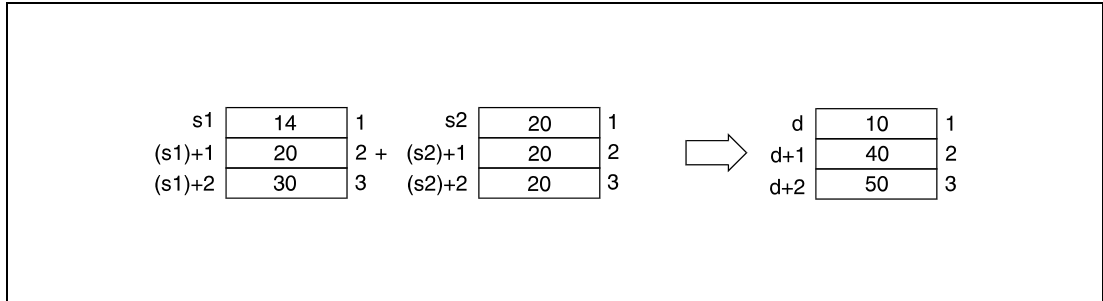 s1 14 1 s2 20 1 d 10 1
(s1)+1 20 2 + (s2)+1 20 2 d+1 40 2
(s1)+2 30 3 (s2)+2 20 3 d+2 50 3